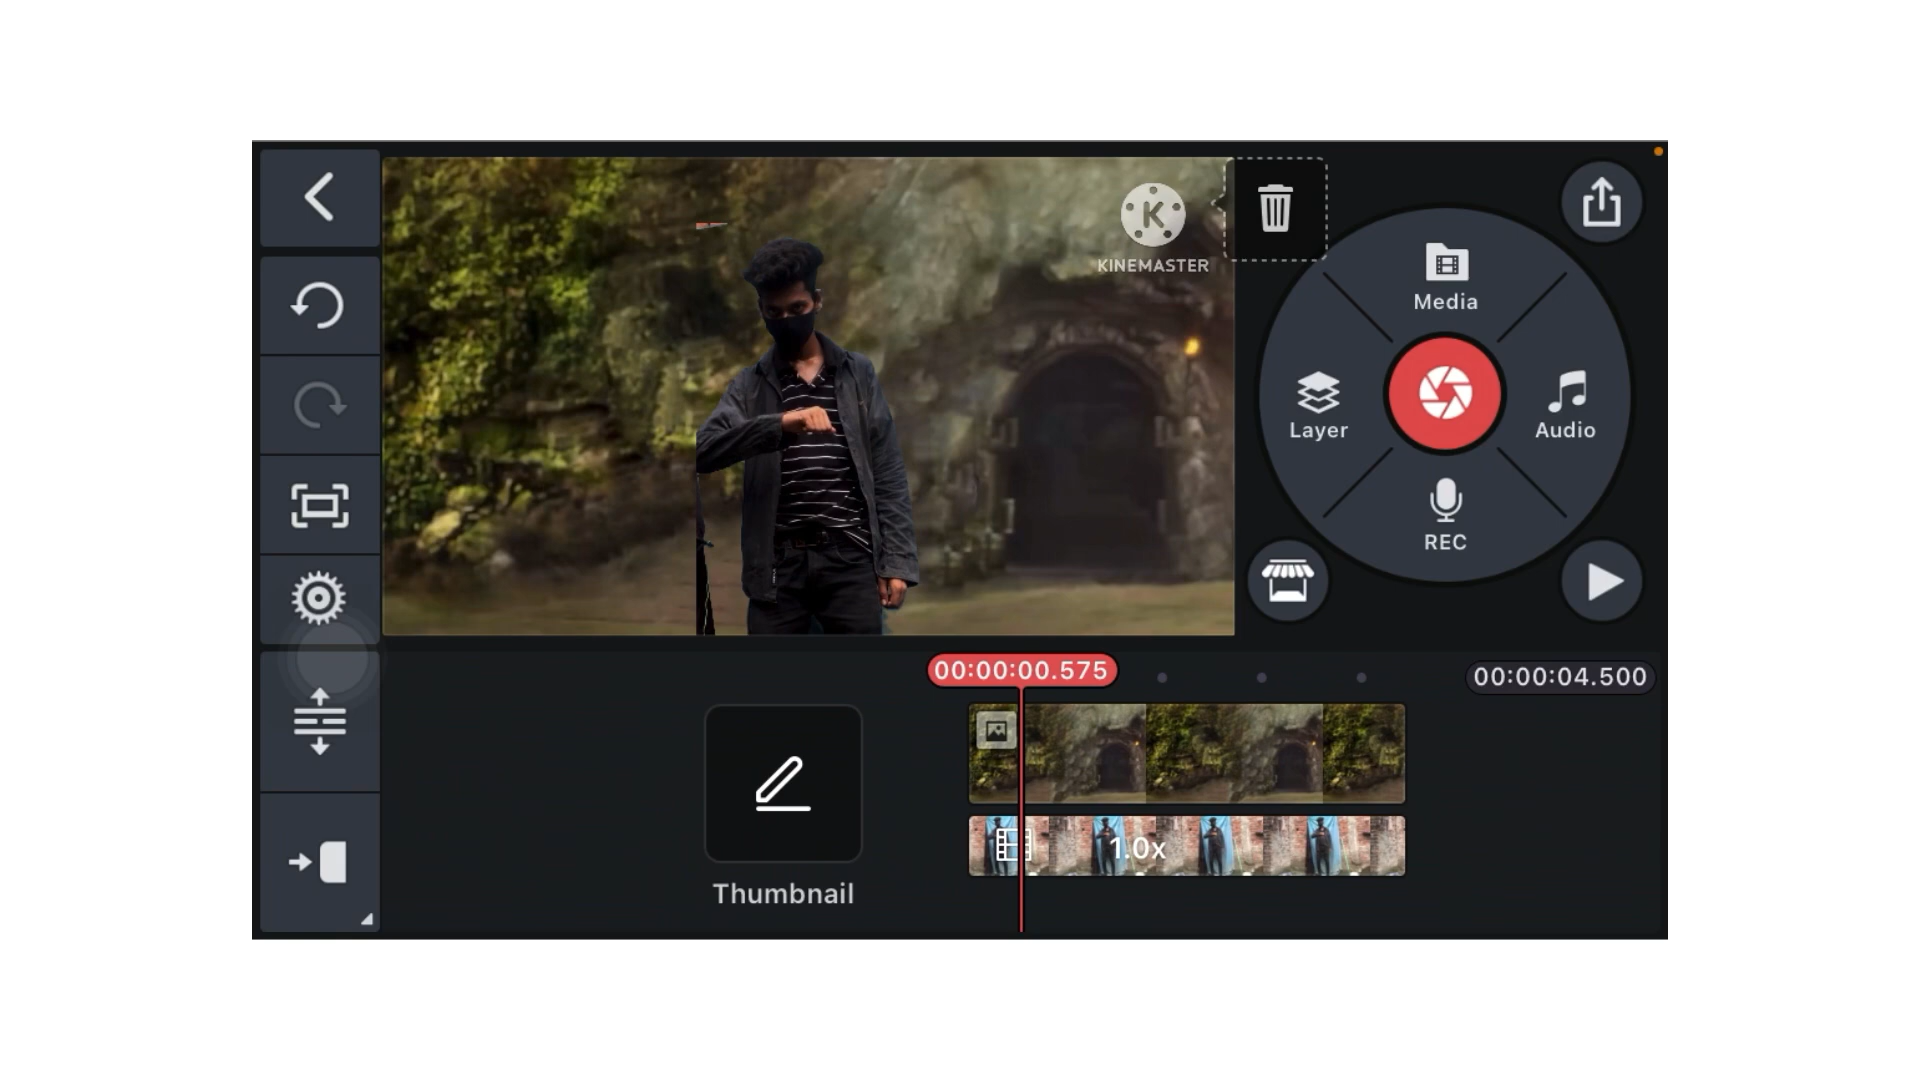 K
KINEMASTER
Media
Layer
Audio
REC
00:00:00.575
00:00:04.500
1.0x
Thumbnail